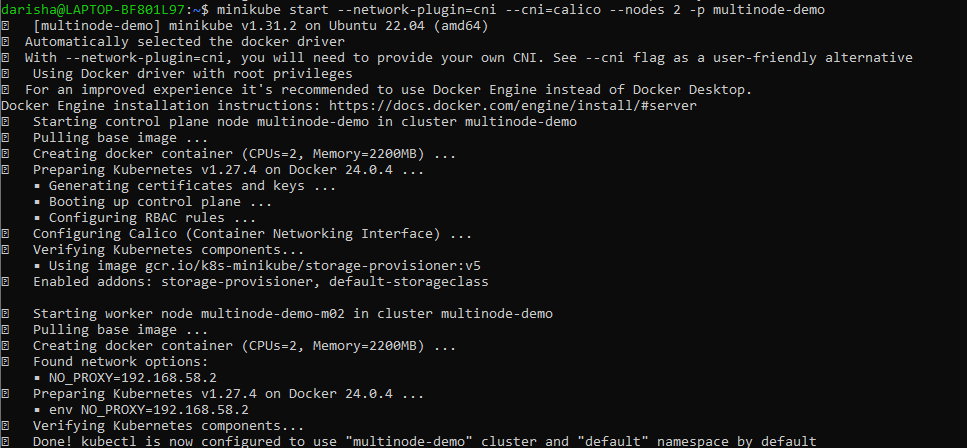 darisha@LAPTOP-BF801L97:~$ minikube start --network-plugin=cni --cni=calico --nodes 2 -p multinode-demo
[multinode-demo] minikube v1.31.2 on Ubuntu 22.04 (amd64)
Automatically selected the docker driver
With --network-plugin=cni, you will need to provide your own CNI. See --cni flag as a user-friendly alternative
Using Docker driver with root privileges
For an improved experience it's recommended to use Docker Engine instead of Docker Desktop.
Docker Engine installation instructions: https://docs.docker.com/engine/install/#server
Starting control plane node multinode-demo in cluster multinode-demo
Pulling base image ...
Creating docker container (CPUs=2, Memory=2200MB) ...
Preparing Kubernetes v1.27.4 on Docker 24.0.4 ...
▪ Generating certificates and keys ...
▪ Booting up control plane ...
▪ Configuring RBAC rules ...
Configuring Calico (Container Networking Interface) ...
Verifying Kubernetes components...
▪ Using image gcr.io/k8s-minikube/storage-provisioner:v5
Enabled addons: storage-provisioner, default-storageclass
Starting worker node multinode-demo-m02 in cluster multinode-demo
Pulling base image ...
Creating docker container (CPUs=2, Memory=2200MB) ...
Found network options:
▪ NO_PROXY=192.168.58.2
Preparing Kubernetes v1.27.4 on Docker 24.0.4 ...
▪ env NO_PROXY=192.168.58.2
Verifying Kubernetes components...
Done! kubectl is now configured to use "multinode-demo" cluster and "default" namespace by default